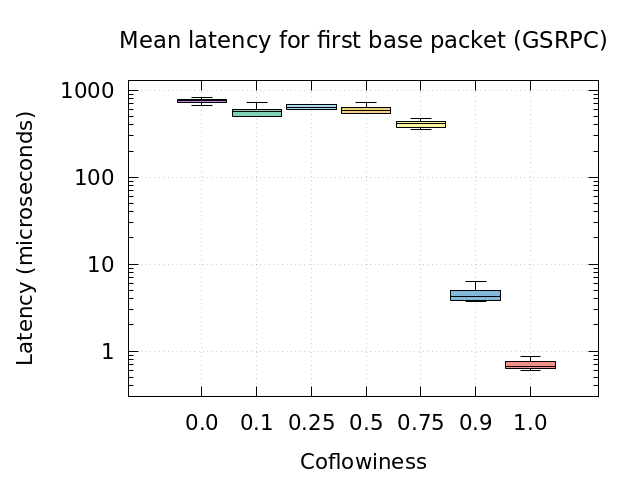 Mean latency for first base packet (GSRPC)
1000
100
10
1
Latency (microseconds)
0.0 0.1 0.25 0.5 0.75 0.9 1.0
Coflowiness